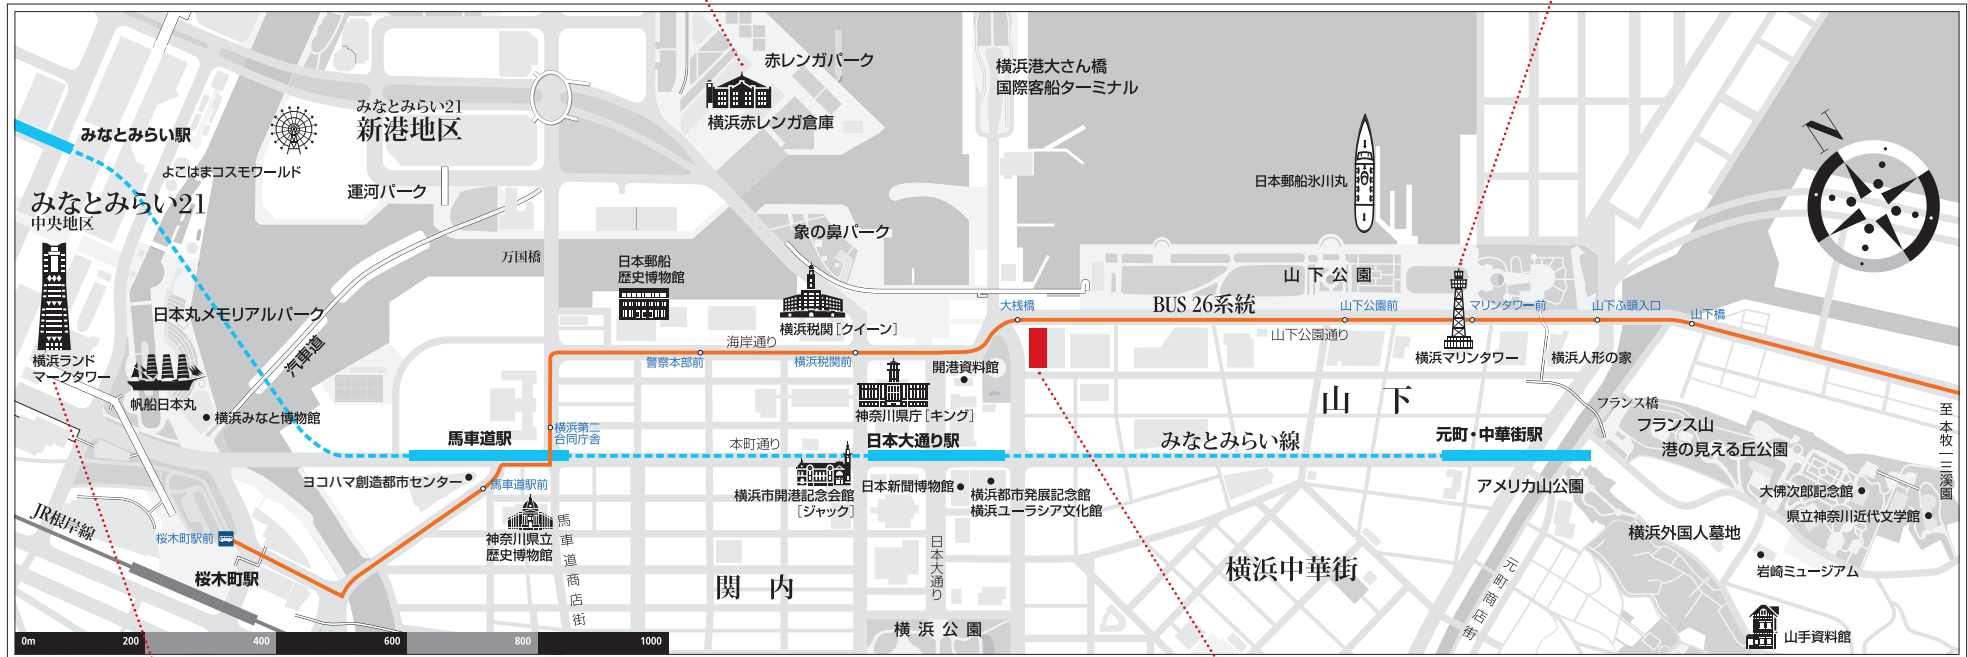 みなとみらい駅
みなとみらい21
新港地区
よこはまコスモワールド
運河パーク
みなとみらい21
中央地区
赤レンガパーク
横浜赤レンガ倉庫
横浜港大さん橋
国際客船ターミナル
日本郵船氷川丸
N
万国橋
日本郵船
歴史博物館
象の鼻パーク
横浜税関［クイーン］
大桟橋
BUS 26系統
山下公園
山下公園前
マリンタワー前
山下ふ頭入口
山下橋
山下公園通り
横浜マリンタワー
横浜人形の家
日本丸メモリアルパーク
汽車道
横浜ランド
マークタワー
帆船日本丸
横浜みなと博物館
海岸通り
警察本部前
横浜税関前
開港資料館
神奈川県庁［キング］
山下
フランス橋
フランス山
港の見える丘公園
至本牧―三溪園
馬車道駅
横浜第二
合同庁舎
本町通り
日本大通り駅
みなとみらい線
元町・中華街駅
アメリカ山公園
ヨコハマ創造都市センター
馬車道駅前
横浜市開港記念会館
［ジャック］
日本新聞博物館
横浜都市発展記念館
横浜ユーラシア文化館
大佛次郎記念館
県立神奈川近代文学館
横浜外国人墓地
岩崎ミュージアム
山手資料館
JR根岸線
桜木町駅前
桜木町駅
神奈川県立
歴史博物館
馬車道商店街
関内
日本大通り
横浜公園
横浜中華街
元町商店街
0m 200 400 600 800 1000